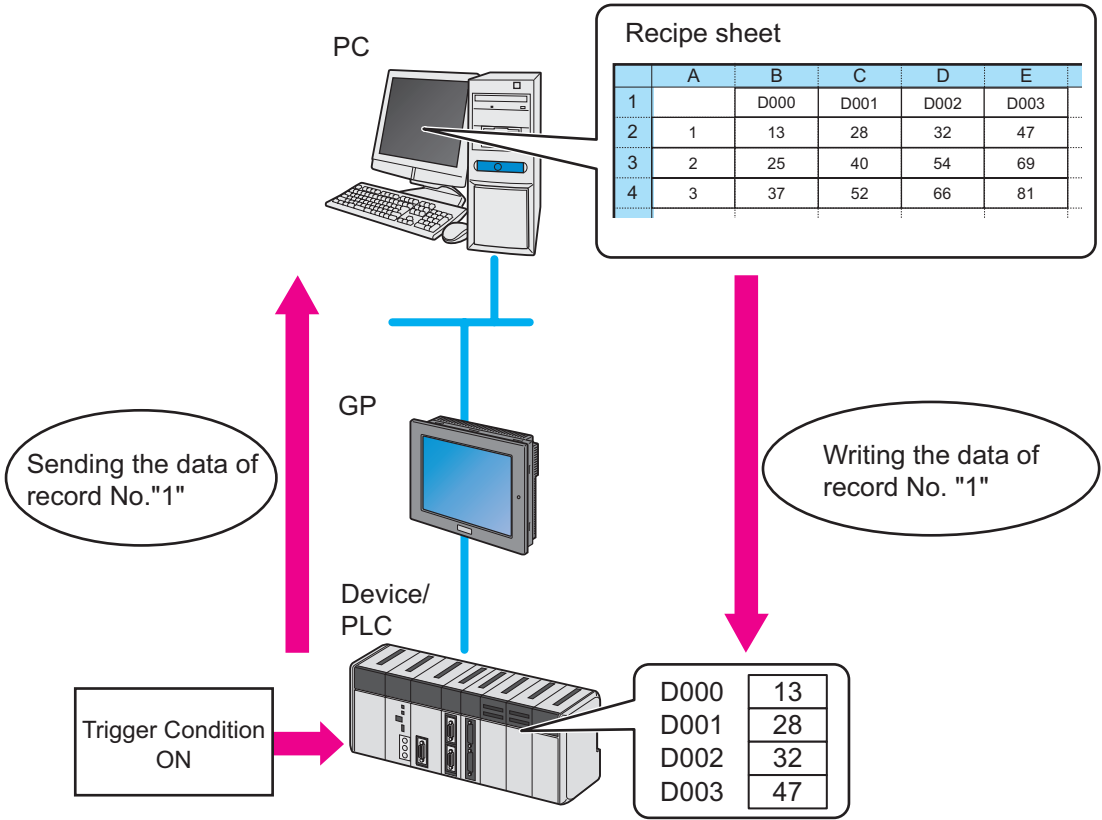 PC
Recipe sheet
A B C D E
1 D000 D001 D002 D003
2 1 13 28 32 47
3 2 25 40 54 69
4 3 37 52 66 81
GP
Sending the data of
record No."1"
Writing the data of
record No. "1"
Device/
PLC
Trigger Condition
ON
D000 13
D001 28
D002 32
D003 47